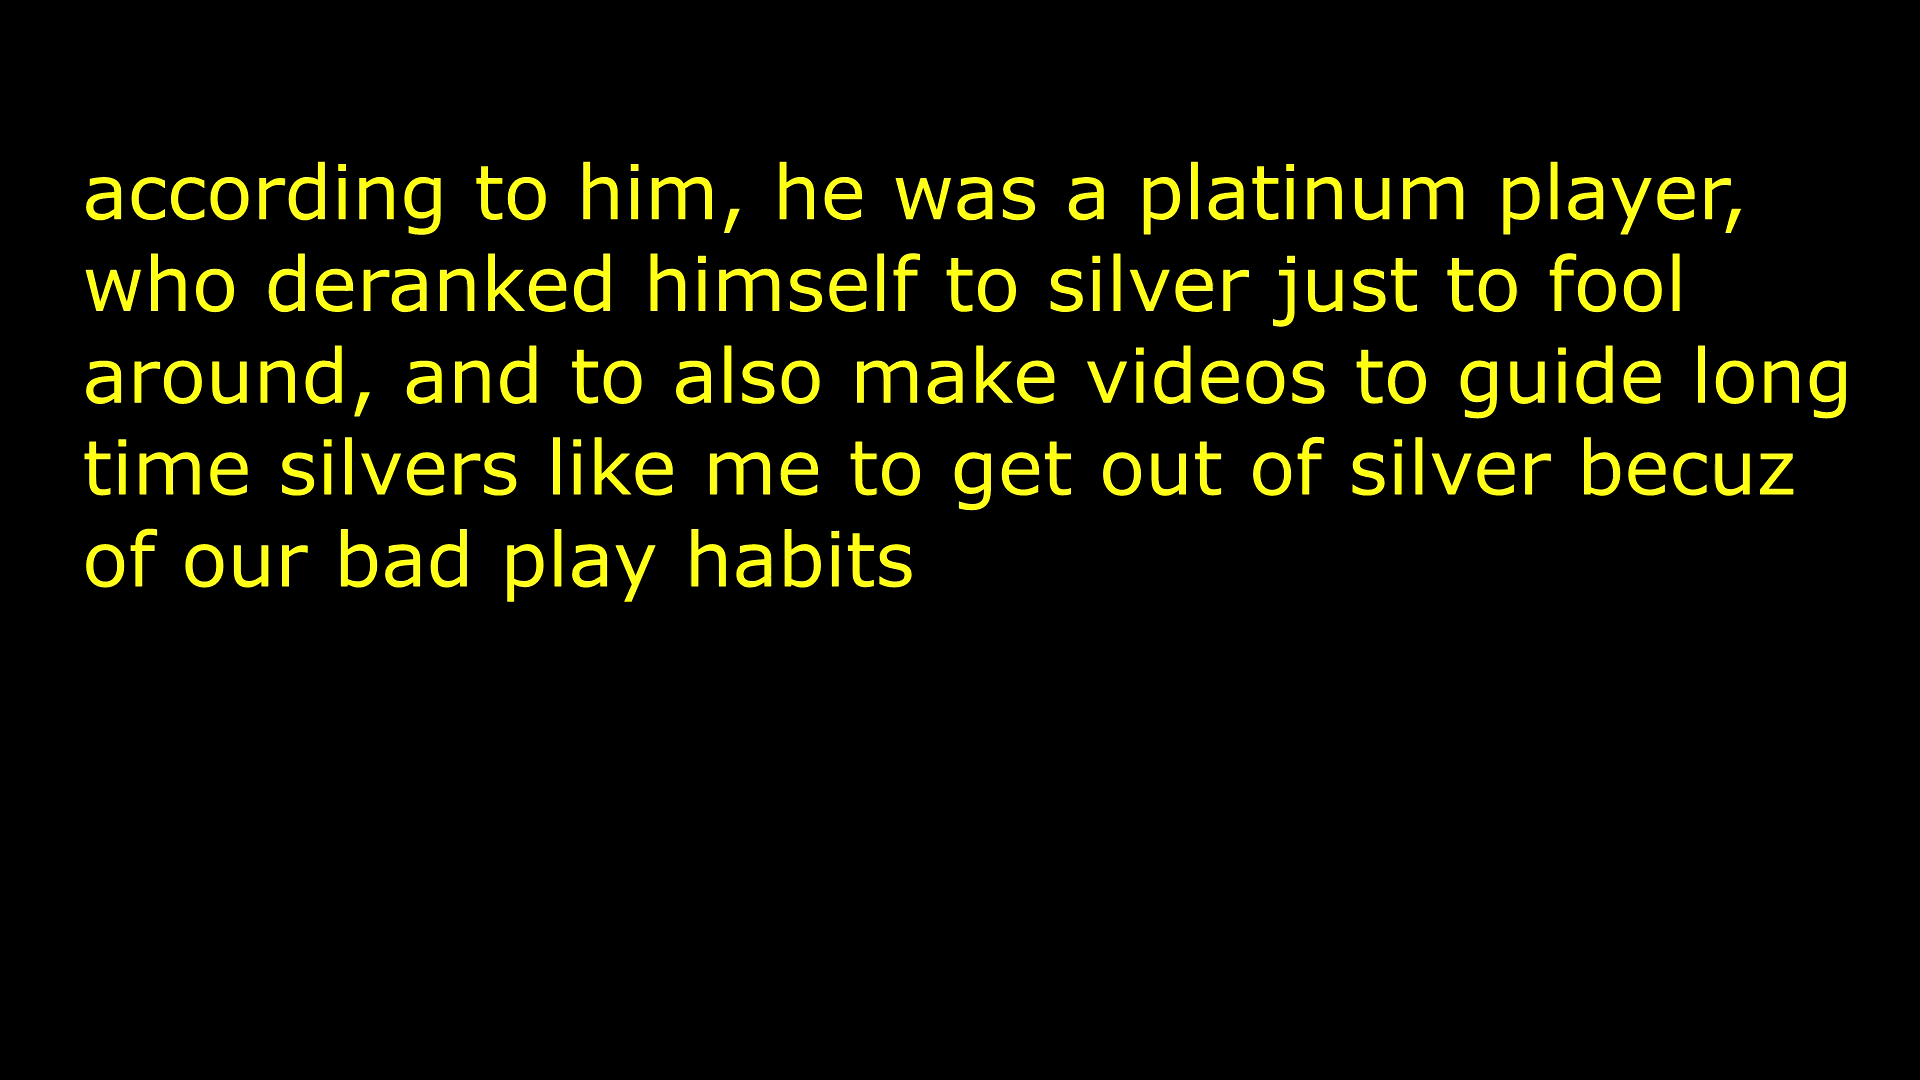 according to him, he was a platinum player,
who deranked himself to silver just to fool
around, and to also make videos to guide long
time silvers like me to get out of silver becuz
of our bad play habits